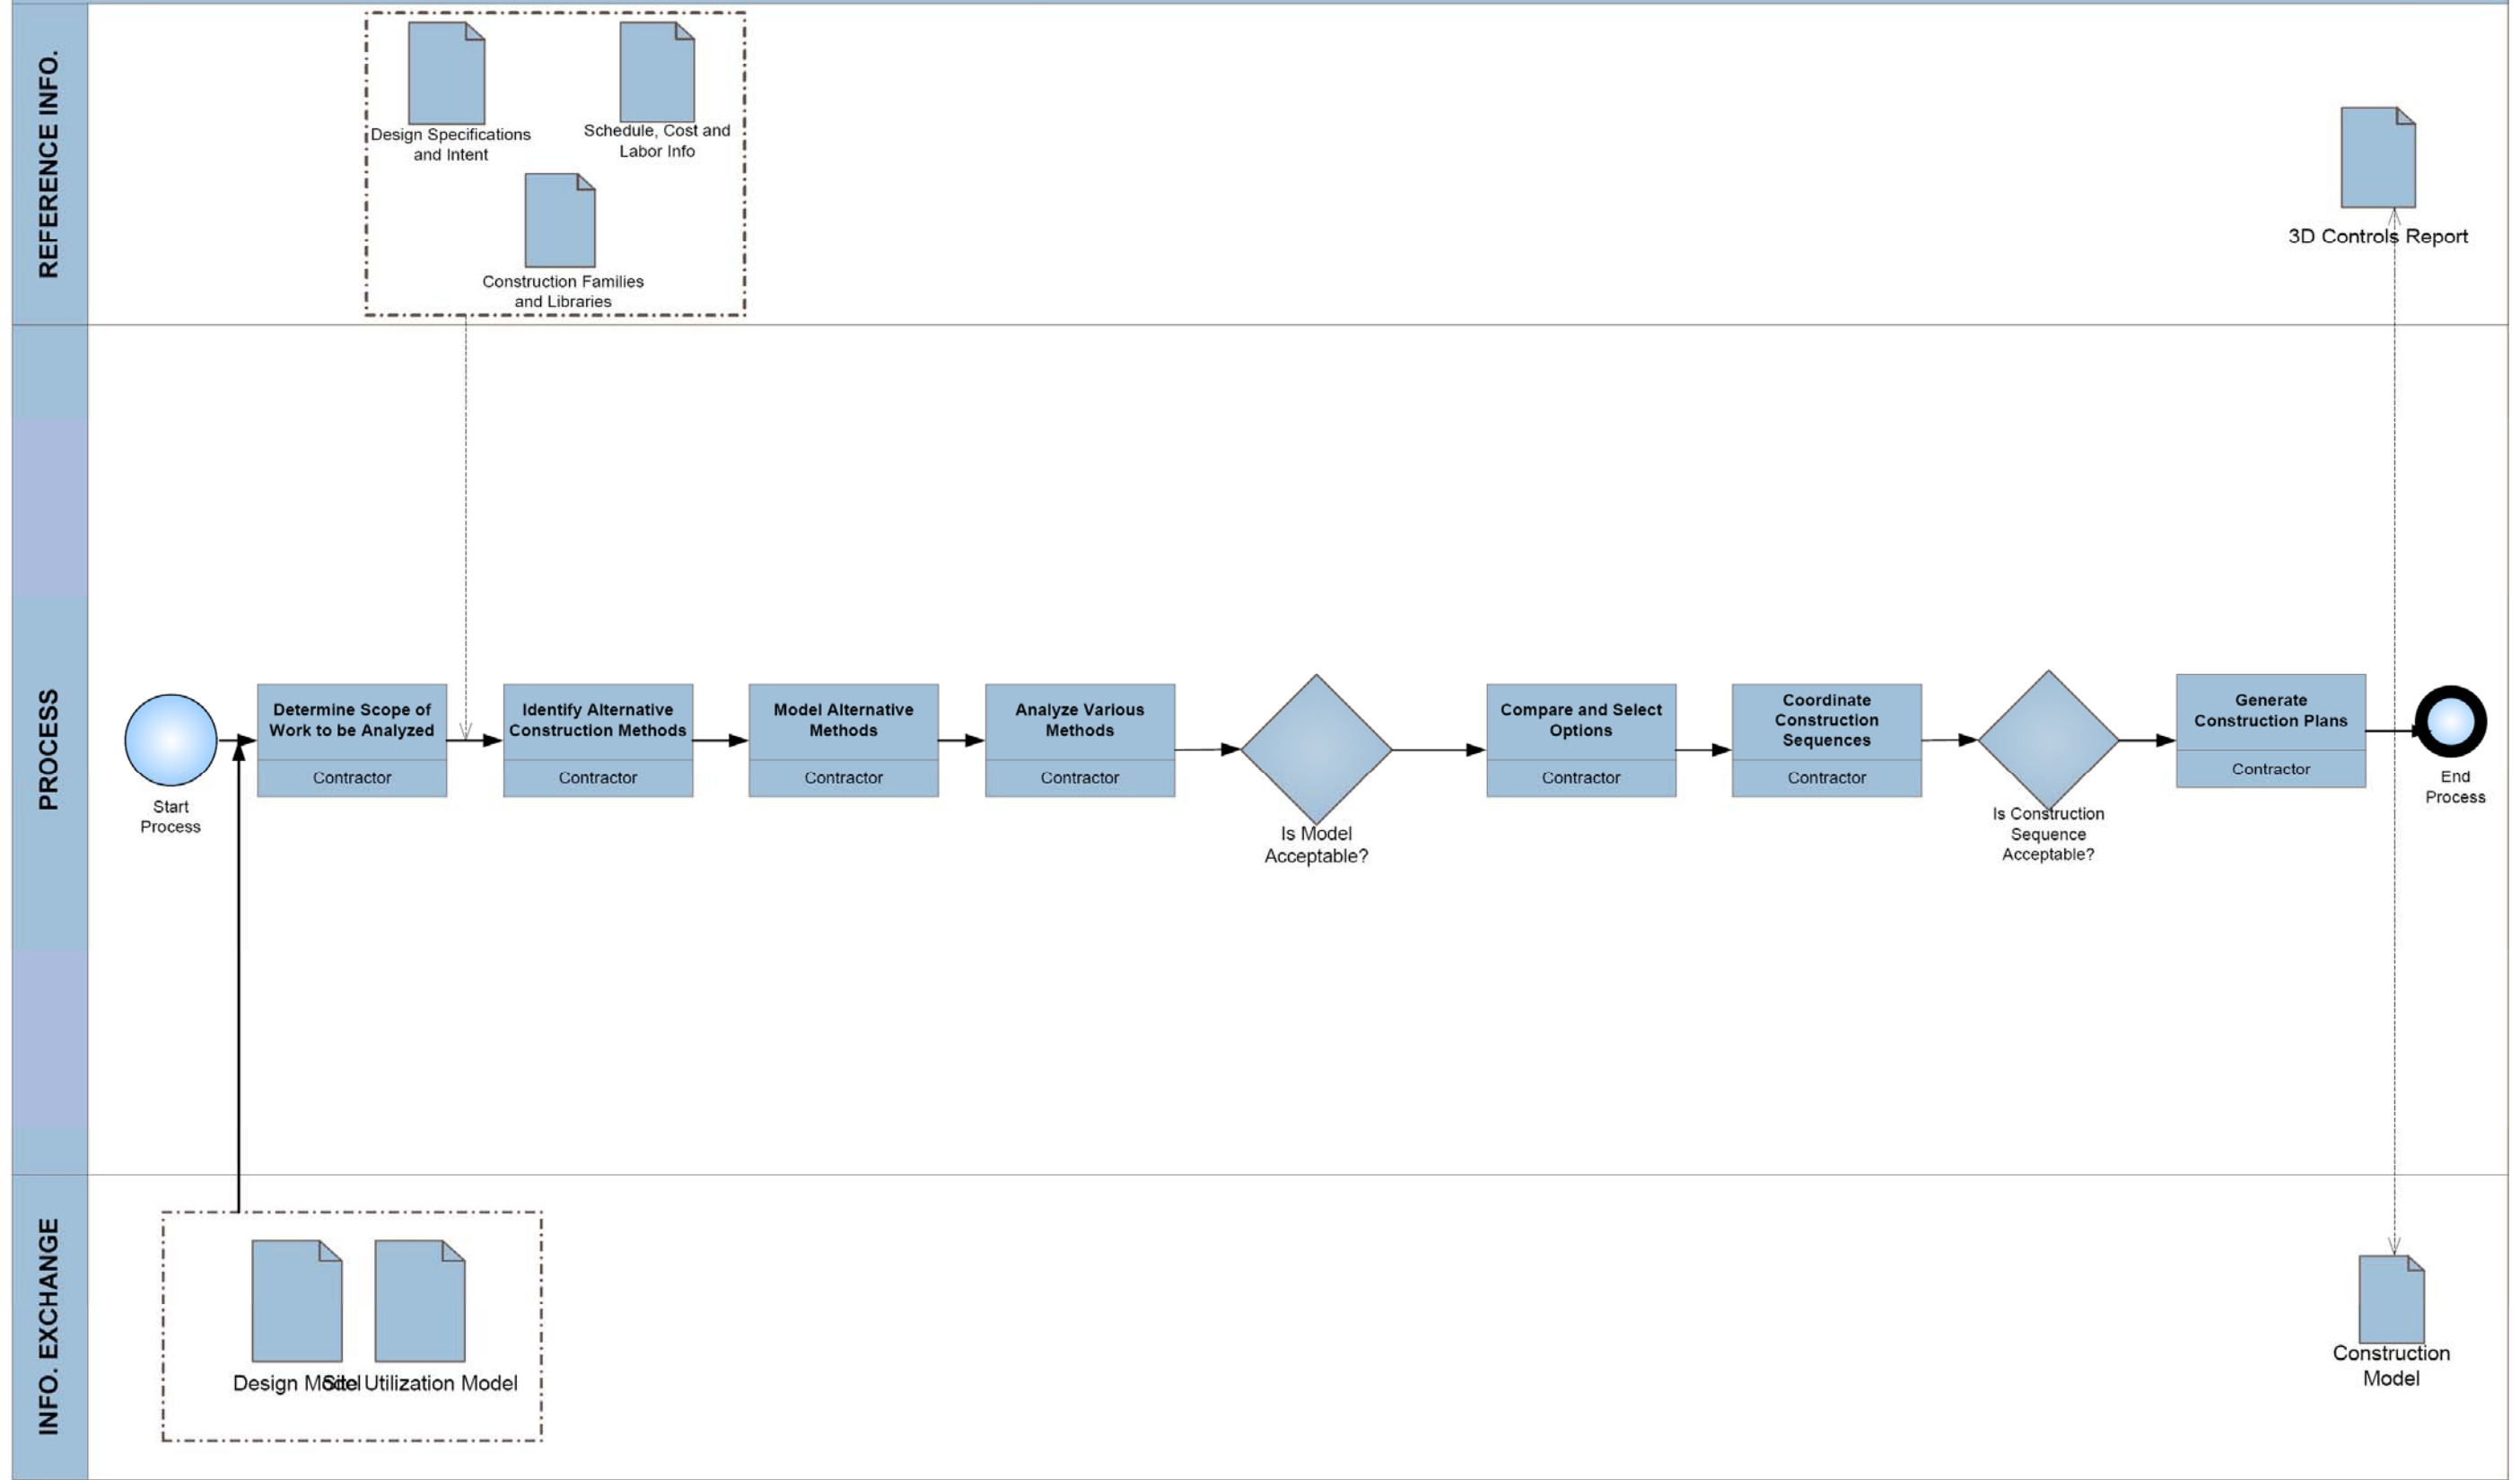 REFERENCE INFO.
Design Specifications
and Intent
Schedule, Cost and
Labor Info
Construction Families
and Libraries
3D Controls Report
PROCESS
Start
Process
Determine Scope of
Work to be Analyzed
Contractor
Identify Alternative
Construction Methods
Contractor
Model Alternative
Methods
Contractor
Analyze Various
Methods
Contractor
Is Model
Acceptable?
Compare and Select
Options
Contractor
Coordinate
Construction
Sequences
Contractor
Is Construction
Sequence
Acceptable?
Generate
Construction Plans
Contractor
End
Process
INFO. EXCHANGE
Design Model
Site Utilization Model
Construction
Model